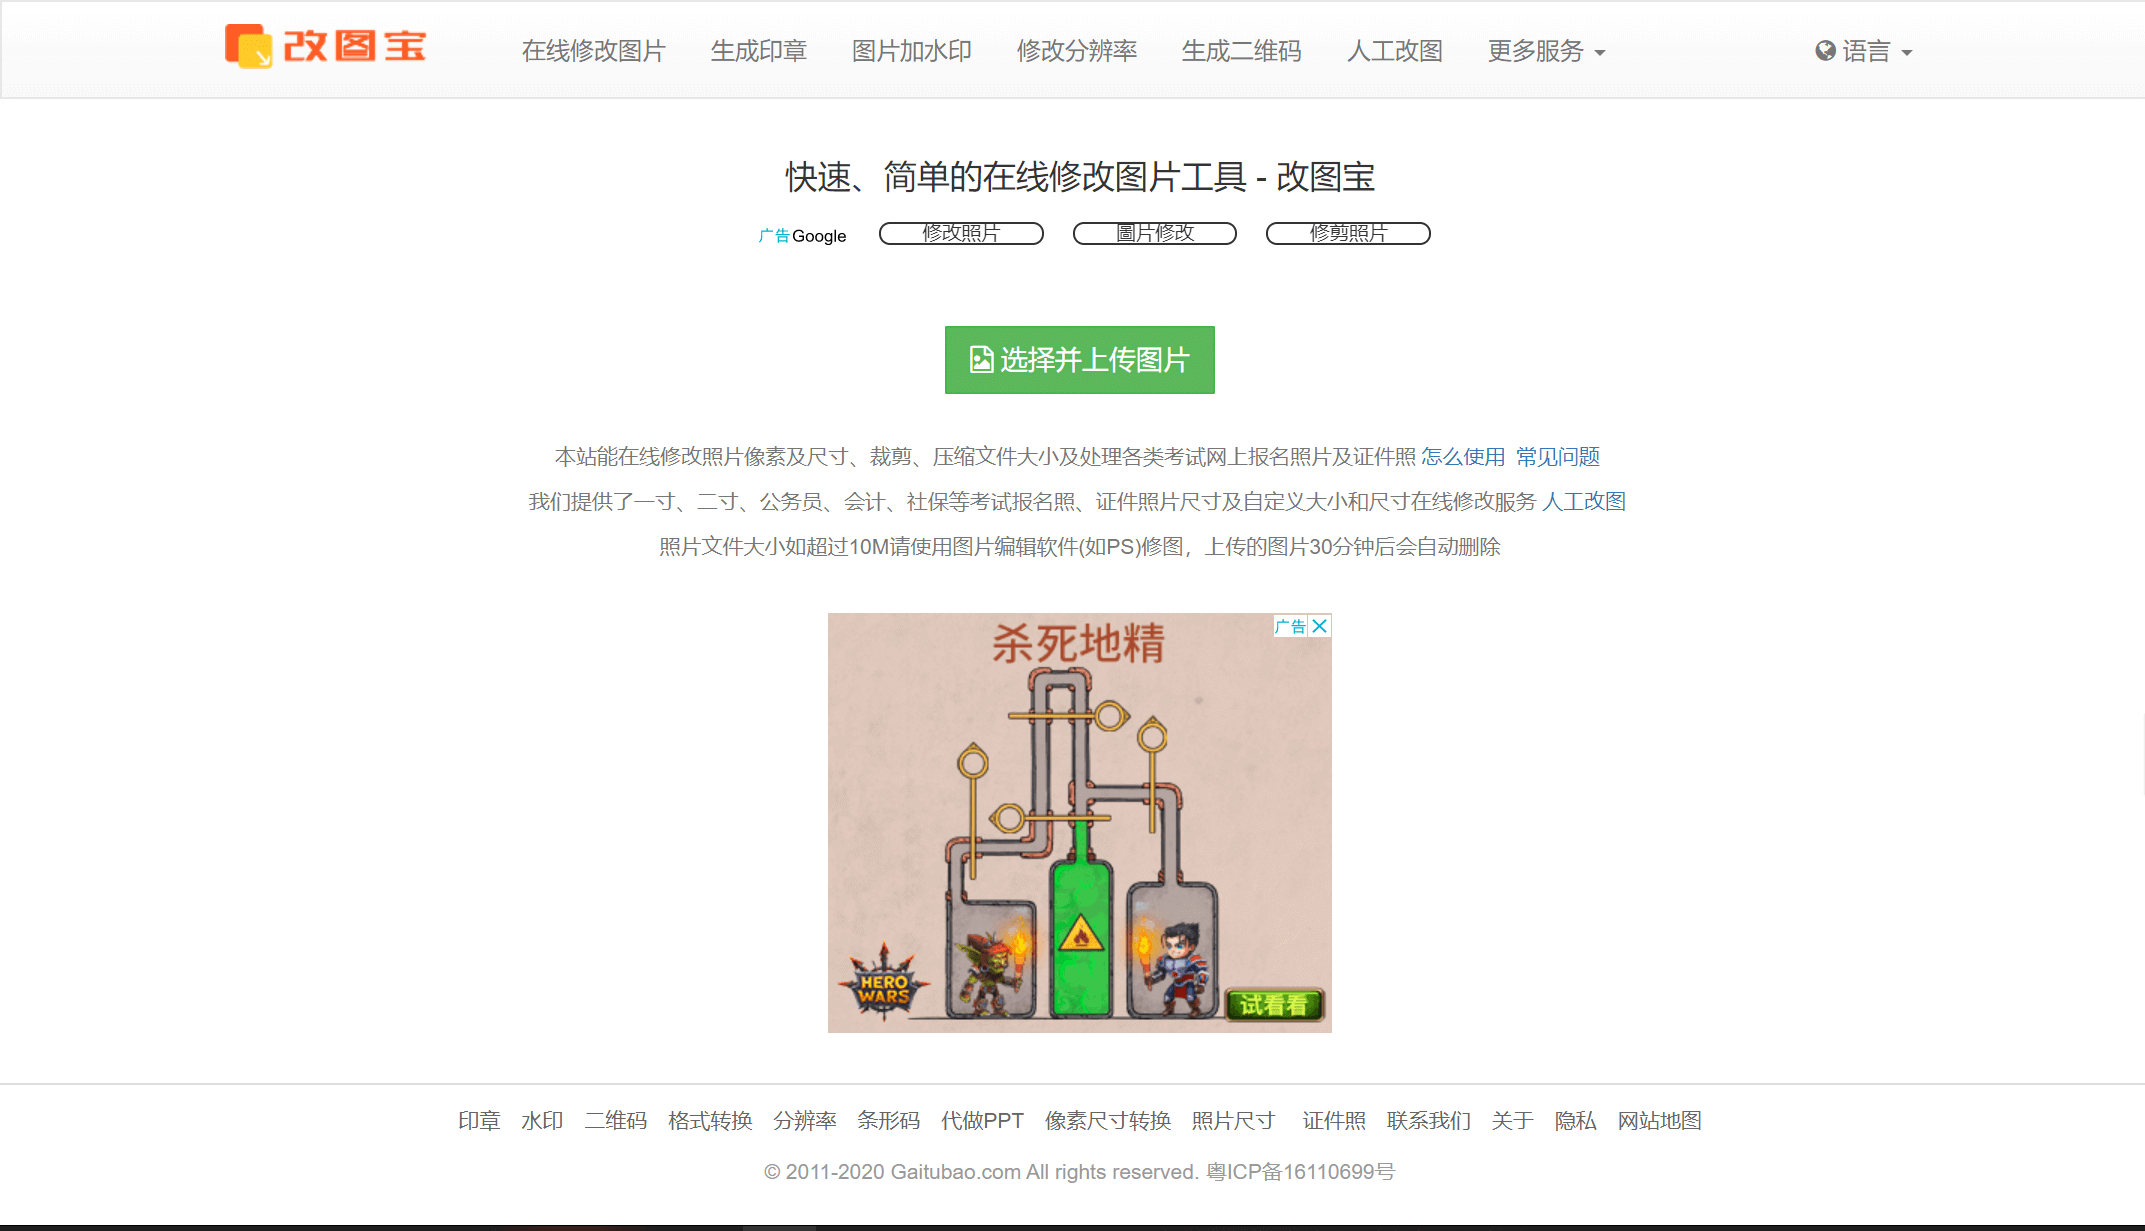 改图宝 在线修改图片 生成印章 图片加水印 修改分辨率 生成二维码 人工改图 更多服务 语言
快速、简单的在线修改图片工具 - 改图宝
广告Google 修改照片 圖片修改 修剪照片
选择并上传图片
本站能在线修改照片像素及尺寸、裁剪、压缩文件大小及处理各类考试网上报名照片及证件照 怎么使用 常见问题
我们提供了一寸、二寸、公务员、会计、社保等考试报名照、证件照片尺寸及自定义大小和尺寸在线修改服务 人工改图
照片文件大小如超过10M请使用图片编辑软件(如PS)修图，上传的图片30分钟后会自动删除
广告
杀死地精
HERO
WARS
试看看
印章 水印 二维码 格式转换 分辨率 条形码 代做PPT 像素尺寸转换 照片尺寸 证件照 联系我们 关于 隐私 网站地图
© 2011-2020 Gaitubao.com All rights reserved. 粤ICP备16110699号